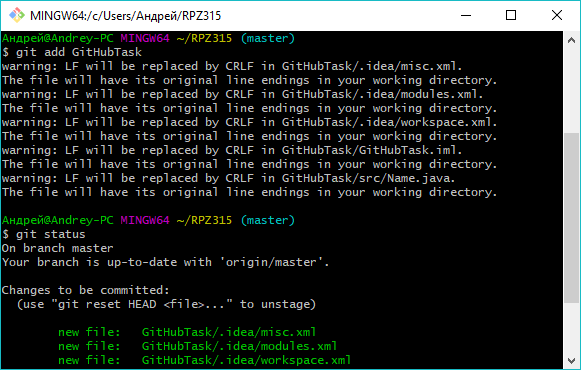 MINGW64:/c/Users/Андрей/RPZ315
Андрей@Andrey-PC MINGW64 ~/RPZ315 (master)
$ git add GitHubTask
warning: LF will be replaced by CRLF in GitHubTask/.idea/misc.xml.
The file will have its original line endings in your working directory.
warning: LF will be replaced by CRLF in GitHubTask/.idea/modules.xml.
The file will have its original line endings in your working directory.
warning: LF will be replaced by CRLF in GitHubTask/.idea/workspace.xml.
The file will have its original line endings in your working directory.
warning: LF will be replaced by CRLF in GitHubTask/GitHubTask.iml.
The file will have its original line endings in your working directory.
warning: LF will be replaced by CRLF in GitHubTask/src/Name.java.
The file will have its original line endings in your working directory.
Андрей@Andrey-PC MINGW64 ~/RPZ315 (master)
$ git status
On branch master
Your branch is up-to-date with 'origin/master'.
Changes to be committed:
(use "git reset HEAD <file>..." to unstage)
new file: GitHubTask/.idea/misc.xml
new file: GitHubTask/.idea/modules.xml
new file: GitHubTask/.idea/workspace.xml